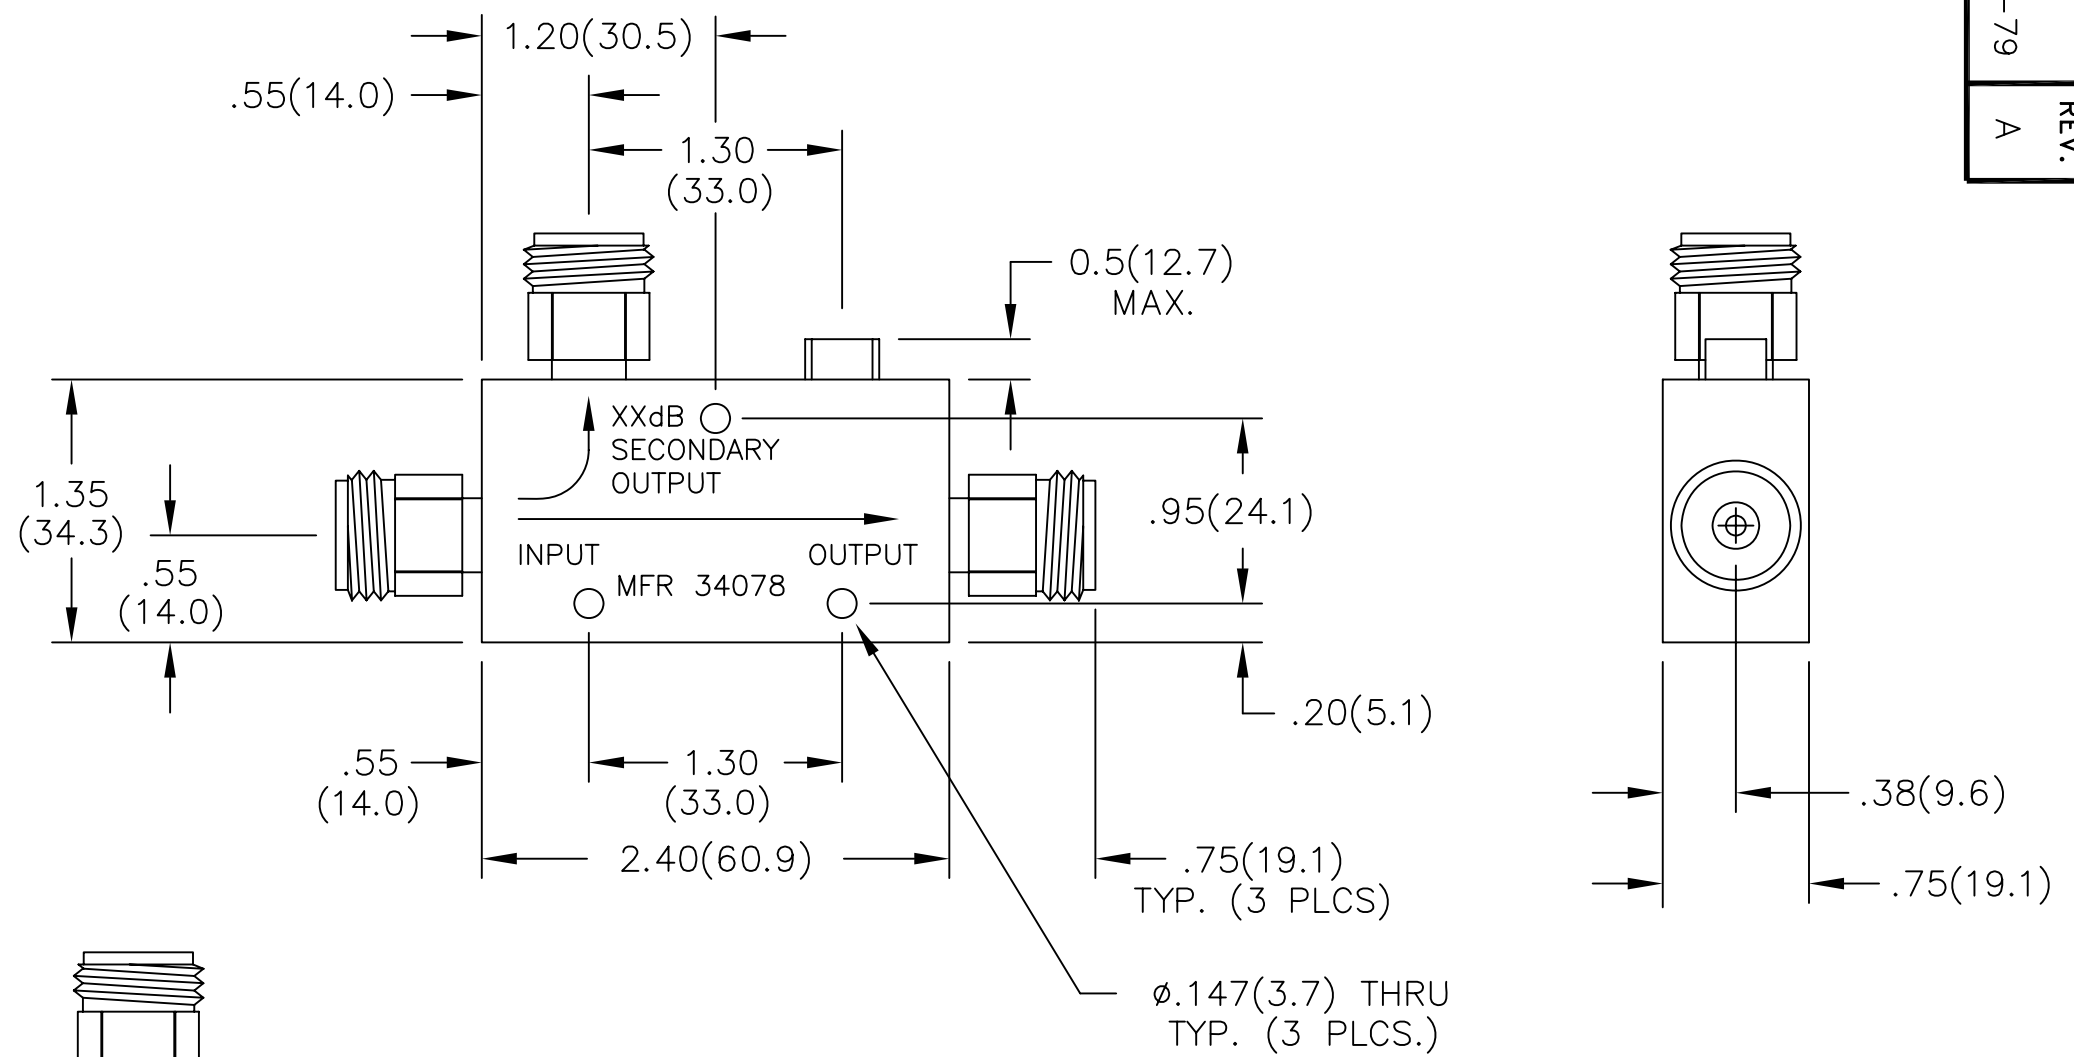 1.20(30.5)
.55(14.0)
1.30
(33.0)
0.5(12.7)
MAX.
-79
REV.
A
XXdB
SECONDARY
OUTPUT
1.35
(34.3)
.55
(14.0)
INPUT
OUTPUT
MFR 34078
.95(24.1)
.20(5.1)
.55
(14.0)
1.30
(33.0)
2.40(60.9)
.75(19.1)
TYP. (3 PLCS)
ø.147(3.7) THRU
TYP. (3 PLCS.)
.38(9.6)
.75(19.1)